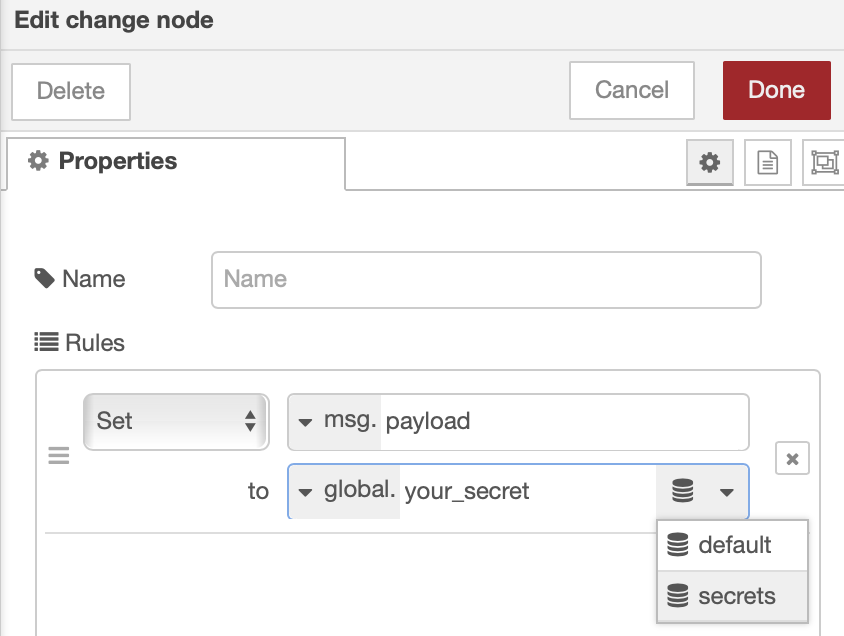 Edit change node
Delete
Cancel
Done
Properties
Name
Name
Rules
Set
msg. payload
to
global. your_secret
default
secrets